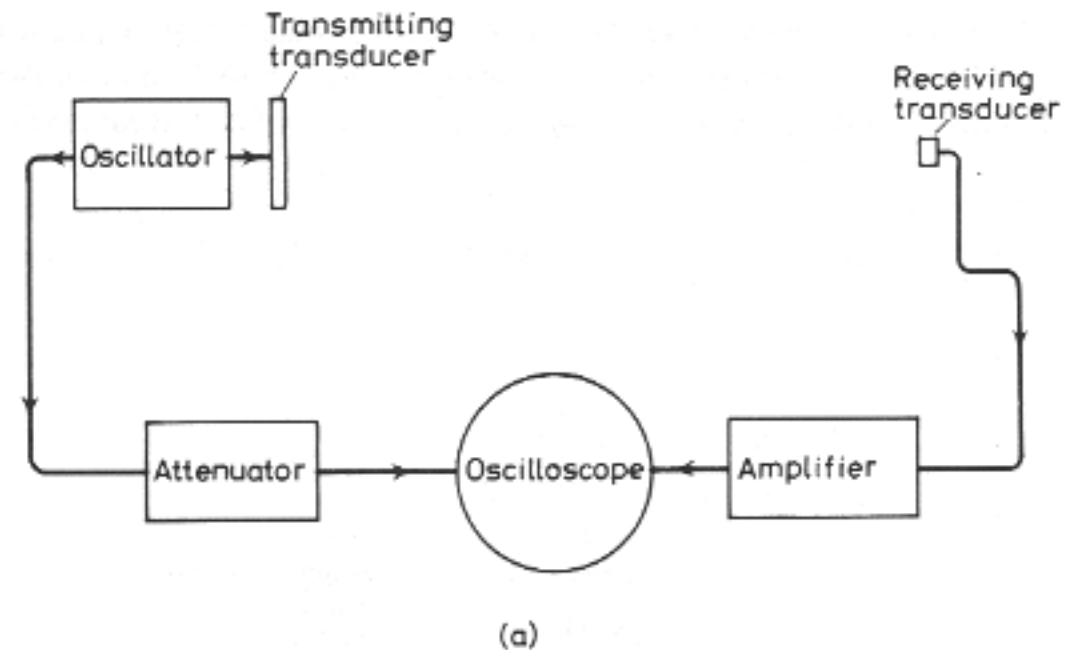 Transmitting
transducer
Receiving
transducer
Oscillator
Attenuator
Oscilloscope
Amplifier
(a)